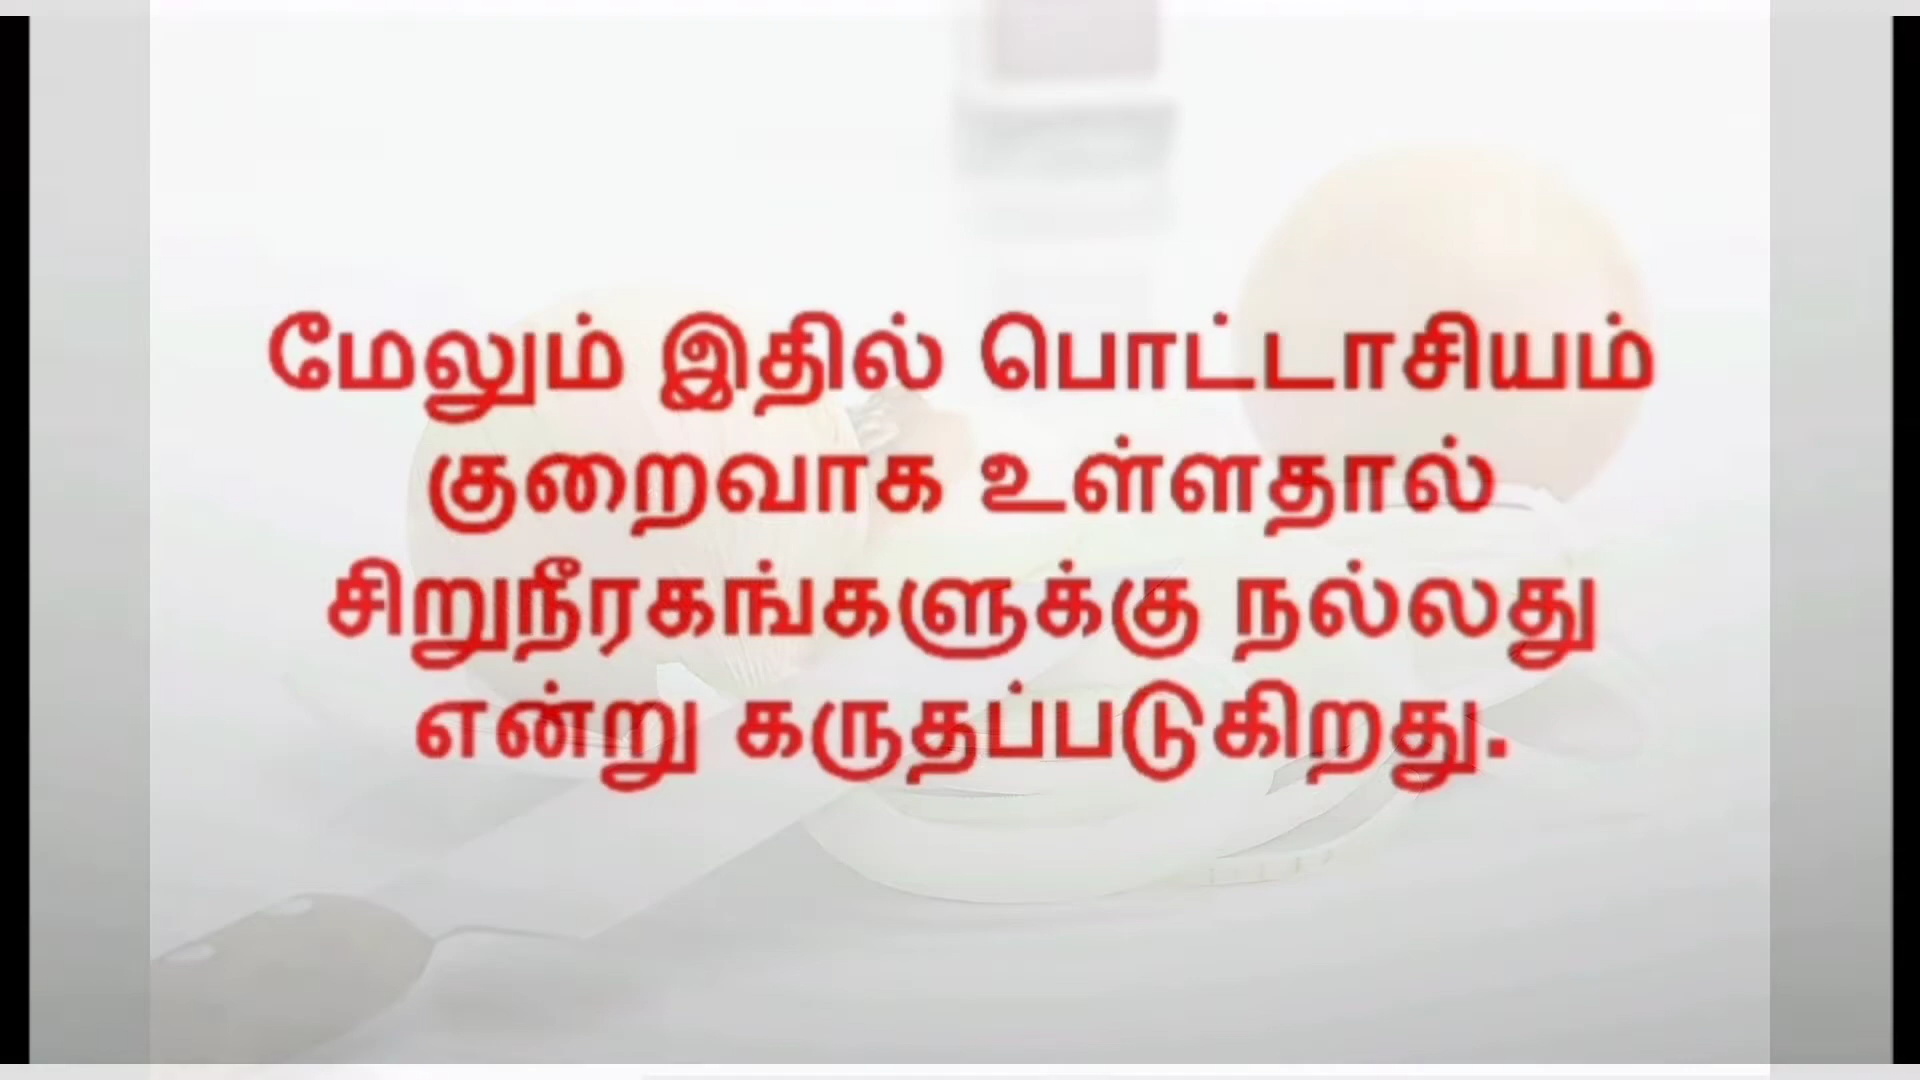 மேலும் இதில் பொட்டாசியம்
குறைவாக உள்ளதால்
சிறுநீரகங்களுக்கு நல்லது
என்று கருதப்படுகிறது.